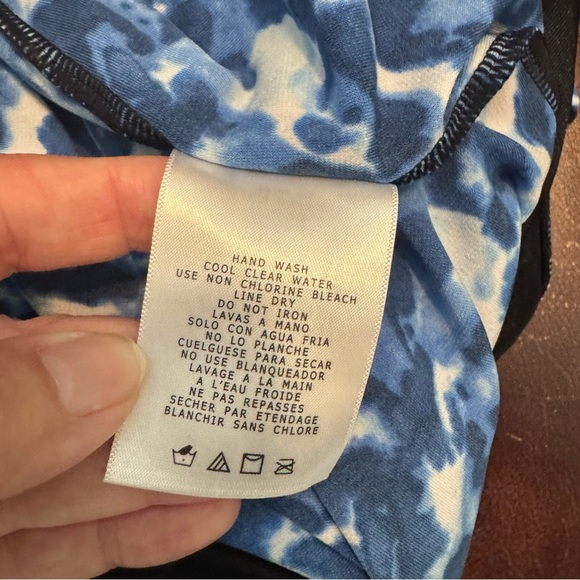 HAND WASH
COOL CLEAR WATER
USE NON CHLORINE BLEACH
LINE DRY
DO NOT IRON
LAVAS A MANO
SOLO CON AGUA FRIA
NO LO PLANCHE
CUELGUESE PARA SECAR
NO USE BLANQUEADOR
LAVAGE A LA MAIN
A L'EAU FROIDE
NE PAS REPASSES
SECHER PAR ETENDAGE
BLANCHIR SANS CHLORE